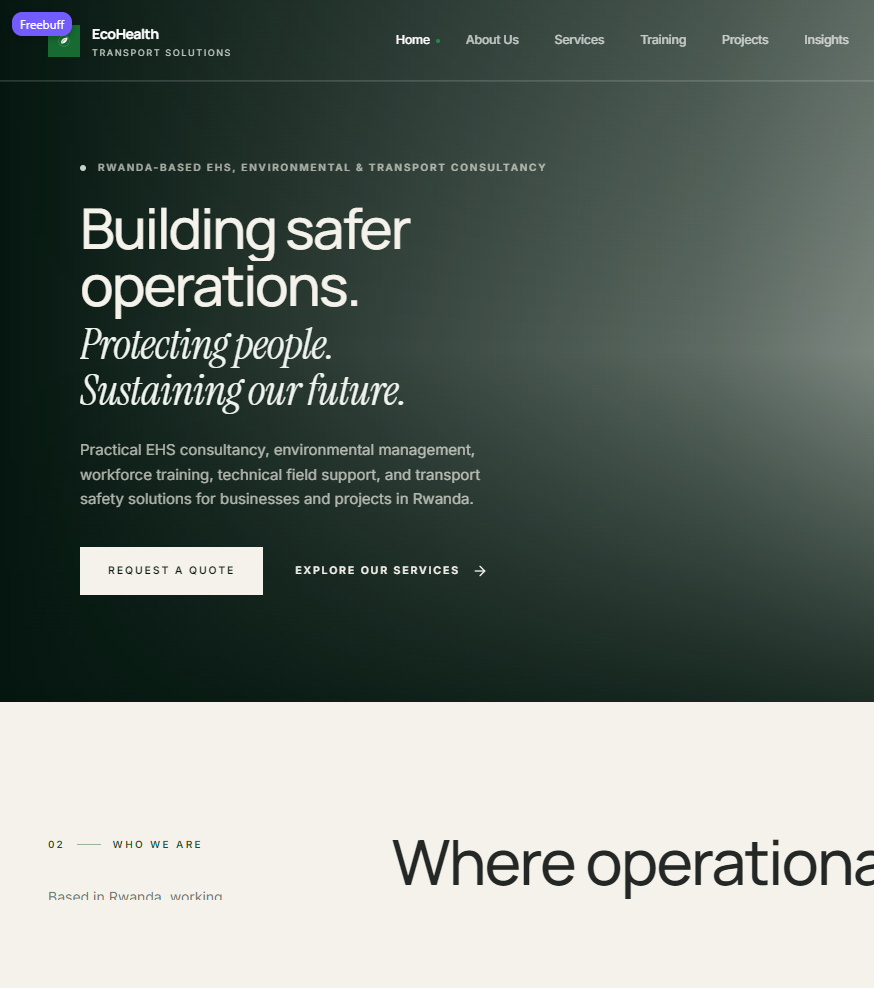 Freebuff
EcoHealth
TRANSPORT SOLUTIONS
Home
About Us
Services
Training
Projects
Insights
RWANDA-BASED EHS, ENVIRONMENTAL & TRANSPORT CONSULTANCY
Building safer
operations.
Protecting people.
Sustaining our future.
Practical EHS consultancy, environmental management,
workforce training, technical field support, and transport
safety solutions for businesses and projects in Rwanda.
REQUEST A QUOTE
EXPLORE OUR SERVICES
02
WHO WE ARE
Where operationa
Based in Rwanda, working